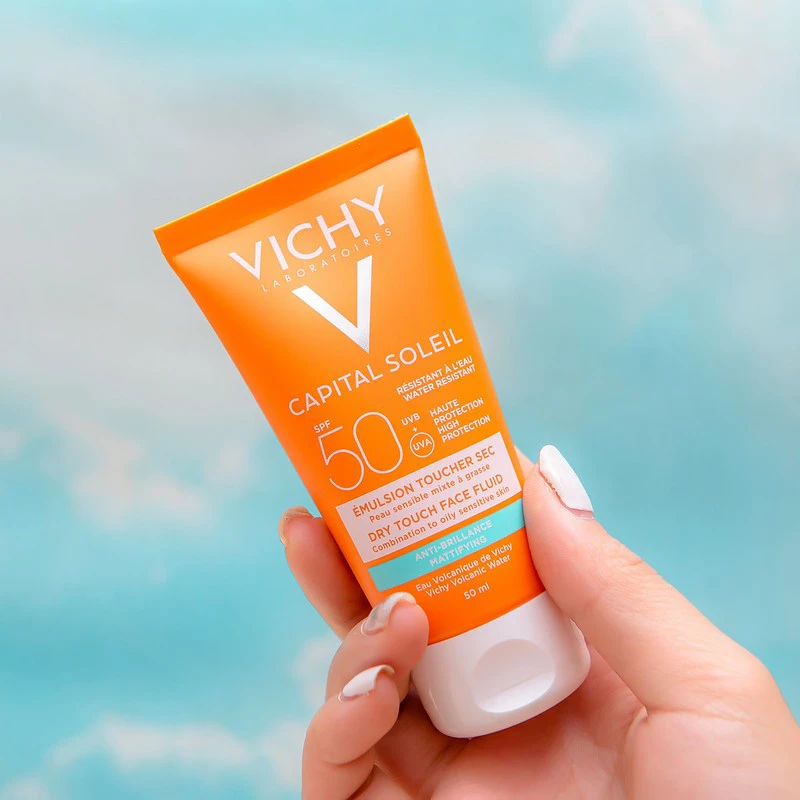 VICHY
LABORATOIRES
V
CAPITAL SOLEIL
SPF
50
UVB
+
UVA
RÉSISTANT À L'EAU
WATER RESISTANT
HAUTE
PROTECTION
HIGH
PROTECTION
ÉMULSION TOUCHER SEC
Peau sensible mixte à grasse
DRY TOUCH FACE FLUID
Combination to oily sensitive skin
ANTI-BRILLANCE
MATTIFYING
Eau Volcanique de Vichy
Vichy Volcanic Water
50 ml